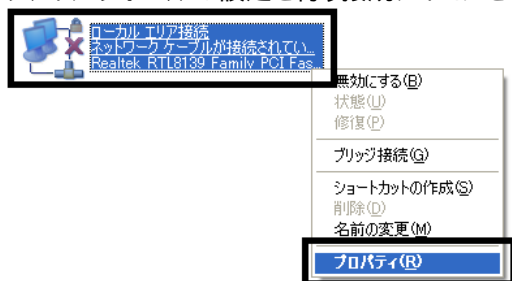 ローカル エリア接続
ネットワーク ケーブルが接続されてい...
Realtek RTL8139 Family PCI Fas...
無効にする(B)
状態(U)
修復(P)
ブリッジ接続(G)
ショートカットの作成(S)
削除(D)
名前の変更(M)
プロパティ(R)